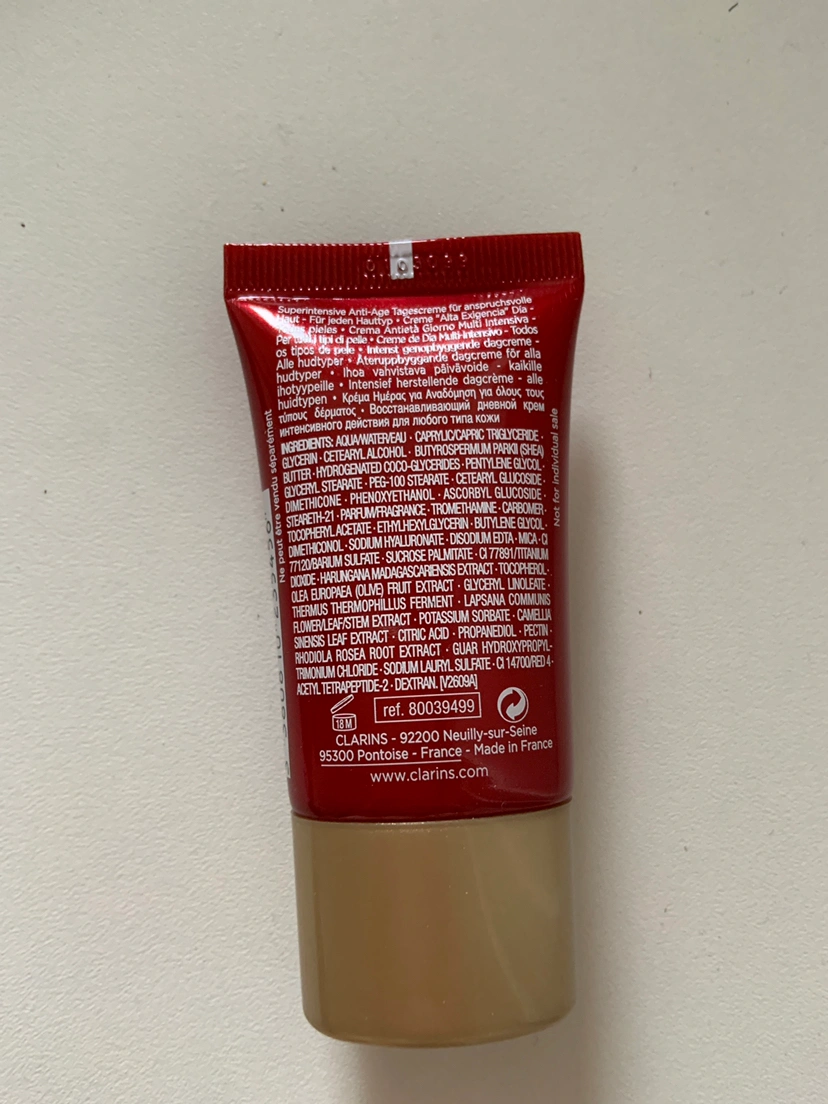 Superintensive Anti-Age Tagescreme für anspruchsvolle
Haut - Für jeden Hauttyp • Creme "Alta Exigencia" Dia -
pieles • Crema Antietà Giorno Multi Intensiva -
Per tutti i tipi di pelle • Creme de Dia Multi-Intensivo - Todos
os tipos de pele • Intenst genopbyggende dagcreme -
Alle hudtyper • Återuppbyggande dagcreme för alla
hudtyper • Ihoa vahvistava päivävoide - kaikille
ihotyypeille • Intensief herstellende dagcrème - alle
huidtypen • Κρέμα Ημέρας για Αναδόμηση για όλους τους
τύπους δέρματος • Восстанавливающий дневной крем
интенсивного действия для любого типа кожи
INGREDIENTS: AQUA/WATER/EAU · CAPRYLIC/CAPRIC TRIGLYCERIDE ·
GLYCERIN · CETEARYL ALCOHOL · BUTYROSPERMUM PARKII (SHEA)
BUTTER · HYDROGENATED COCO-GLYCERIDES · PENTYLENE GLYCOL ·
GLYCERYL STEARATE · PEG-100 STEARATE · CETEARYL GLUCOSIDE ·
DIMETHICONE · PHENOXYETHANOL · ASCORBYL GLUCOSIDE ·
STEARETH-21 · PARFUM/FRAGRANCE · TROMETHAMINE · CARBOMER ·
TOCOPHERYL ACETATE · ETHYLHEXYLGLYCERIN · BUTYLENE GLYCOL ·
DIMETHICONOL · SODIUM HYALURONATE · DISODIUM EDTA · MICA · CI
77120/BARIUM SULFATE · SUCROSE PALMITATE · CI 77891/TITANIUM
DIOXIDE · HARUNGANA MADAGASCARIENSIS EXTRACT · TOCOPHEROL ·
OLEA EUROPAEA (OLIVE) FRUIT EXTRACT · GLYCERYL LINOLEATE ·
THERMUS THERMOPHILLUS FERMENT · LAPSANA COMMUNIS
FLOWER/LEAF/STEM EXTRACT · POTASSIUM SORBATE · CAMELLIA
SINENSIS LEAF EXTRACT · CITRIC ACID · PROPANEDIOL · PECTIN ·
RHODIOLA ROSEA ROOT EXTRACT · GUAR HYDROXYPROPYL-
TRIMONIUM CHLORIDE · SODIUM LAURYL SULFATE · CI 14700/RED 4 ·
ACETYL TETRAPEPTIDE-2 · DEXTRAN. [V2609A]
18M
ref. 80039499
CLARINS - 92200 Neuilly-sur-Seine
95300 Pontoise - France - Made in France
www.clarins.com
Ne peut être vendu séparément
Not for individual sale